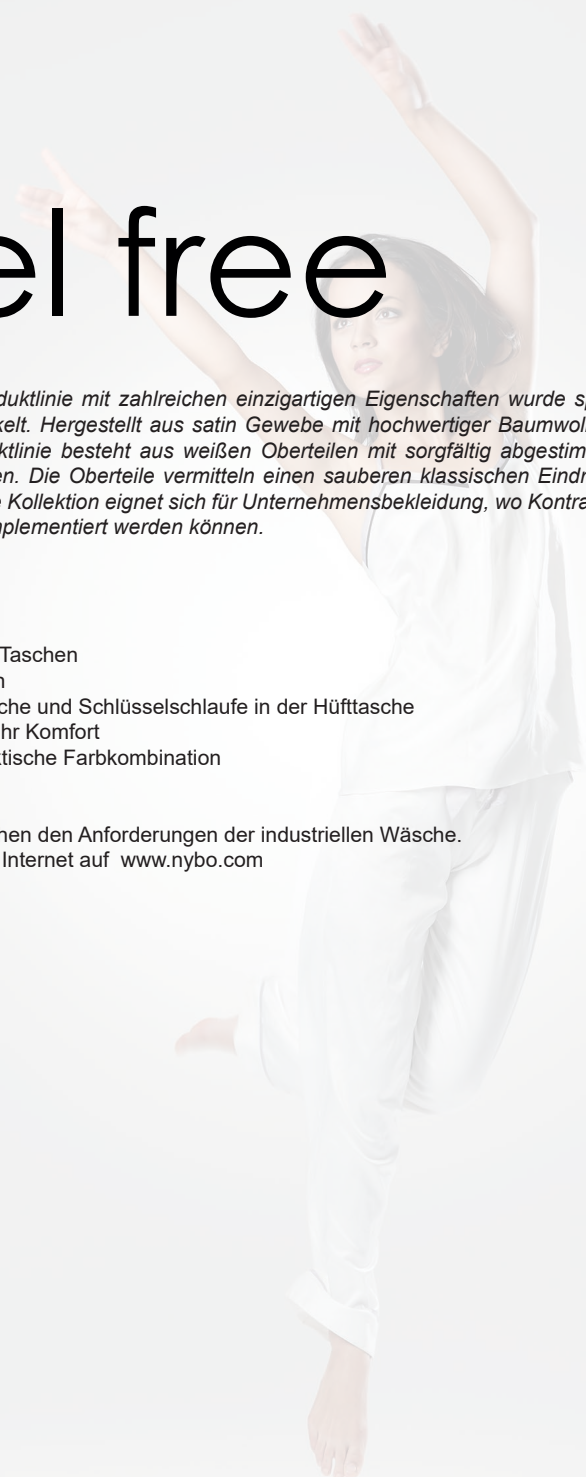 el free
duktlinie mit zahlreichen einzigartigen Eigenschaften wurde s
kelt. Hergestellt aus satin Gewebe mit hochwertiger Baumwol
ktlinie besteht aus weißen Oberteilen mit sorgfältig abgestim
en. Die Oberteile vermitteln einen sauberen klassischen Eindr
e Kollektion eignet sich für Unternehmensbekleidung, wo Kontra
mplementiert werden können.
Taschen
n
che und Schlüsselschlaufe in der Hüfttasche
hr Komfort
ktische Farbkombination
hen den Anforderungen der industriellen Wäsche.
Internet auf www.nybo.com